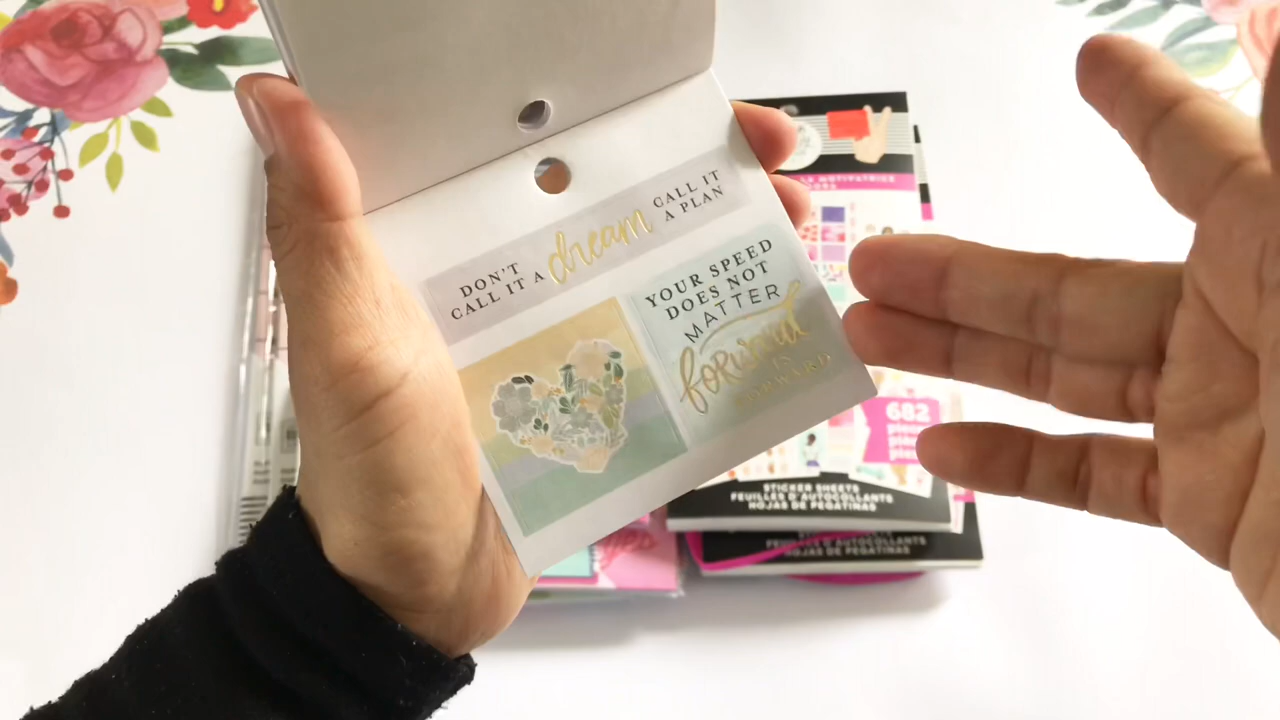 DON'T
CALL IT A
dream
CALL IT
A PLAN
YOUR SPEED
DOES NOT
MATTER
forward
IS
FORWARD
682
STICKER SHEETS
FEUILLES D'AUTOCOLLANTS
HOJAS DE PEGATINAS
FEUILLES D'AUTOCOLLANTS
HOJAS DE PEGATINAS